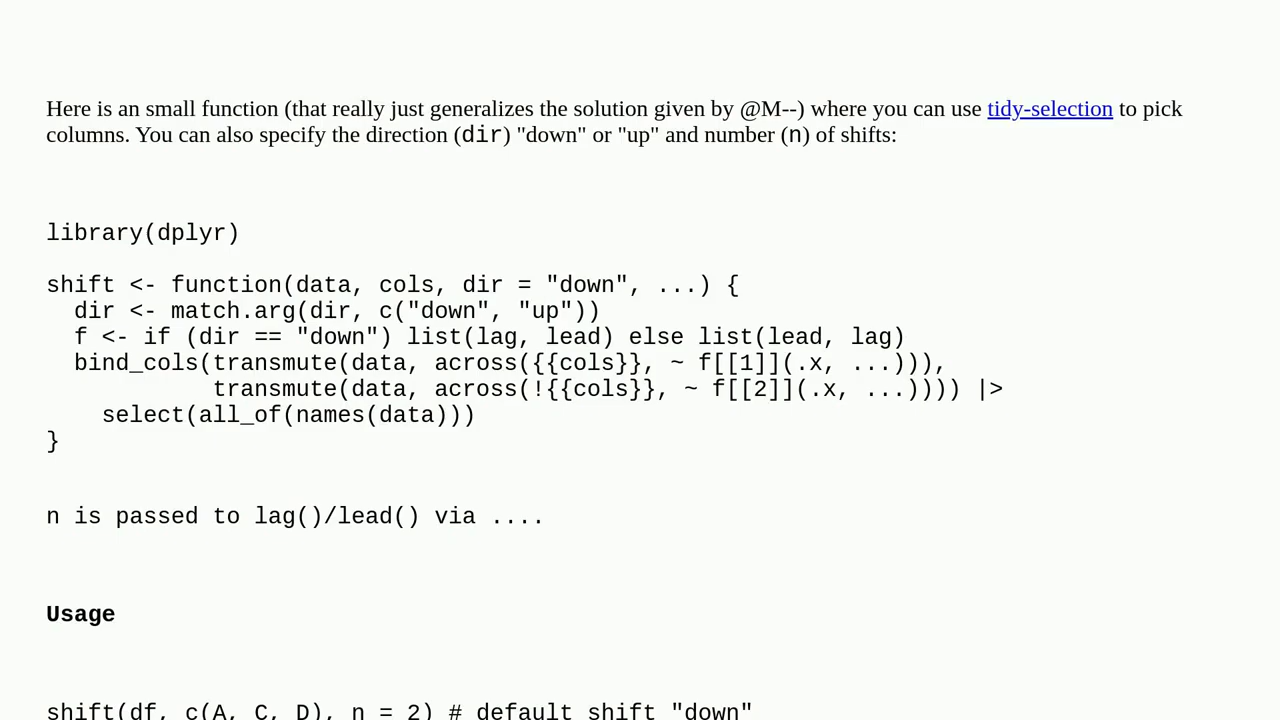 Here is an small function (that really just generalizes the solution given by @M--) where you can use tidy-selection to pick
columns. You can also specify the direction (dir) "down" or "up" and number (n) of shifts:
library(dplyr)
shift <- function(data, cols, dir = "down", ...) {
  dir <- match.arg(dir, c("down", "up"))
  f <- if (dir == "down") list(lag, lead) else list(lead, lag)
  bind_cols(transmute(data, across({{cols}}, ~ f[[1]](.x, ...))),
            transmute(data, across(!{{cols}}, ~ f[[2]](.x, ...)))) |>
    select(all_of(names(data)))
}
n is passed to lag()/lead() via ....
Usage
shift(df, c(A, C, D), n = 2) # default shift "down"